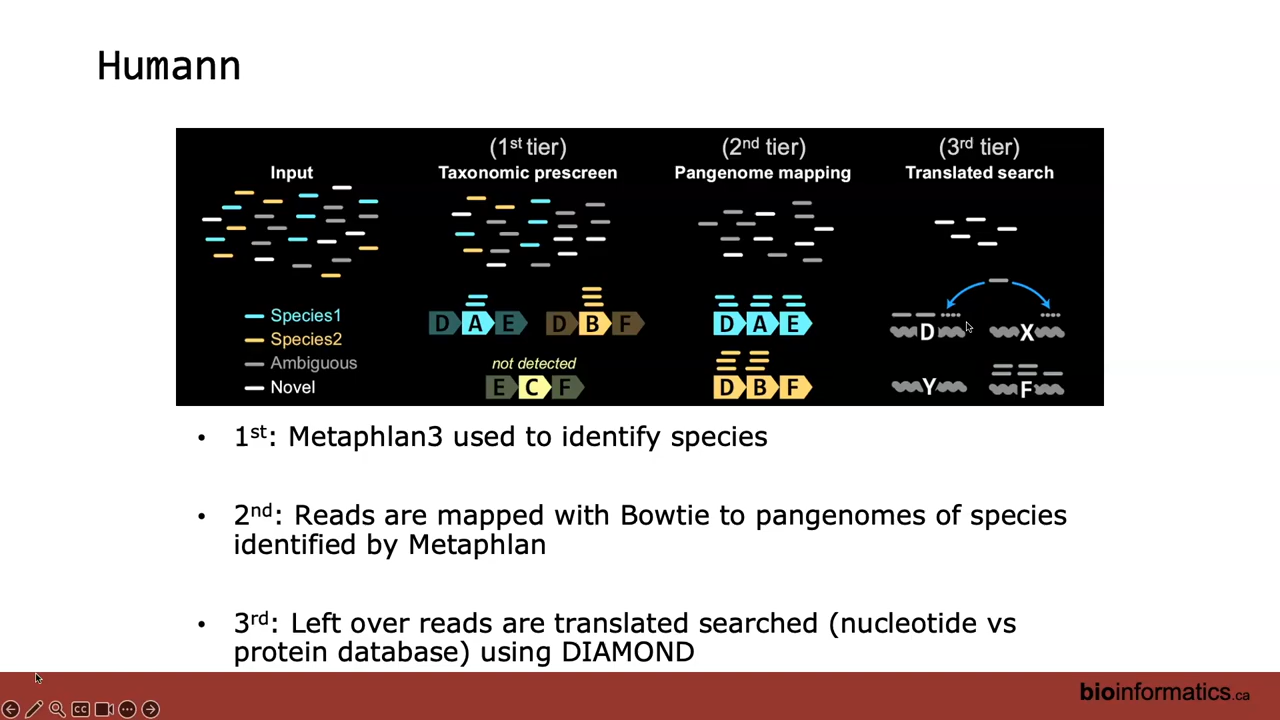 Humann
(1st tier)
(2nd tier)
(3rd tier)
Input
Taxonomic prescreen
Pangenome mapping
Translated search
Species1
Species2
Ambiguous
Novel
D A E
D B F
not detected
E C F
D A E
D B F
D
X
Y
F
• 1st: Metaphlan3 used to identify species
• 2nd: Reads are mapped with Bowtie to pangenomes of species
identified by Metaphlan
• 3rd: Left over reads are translated searched (nucleotide vs
protein database) using DIAMOND
bioinformatics.ca
CC